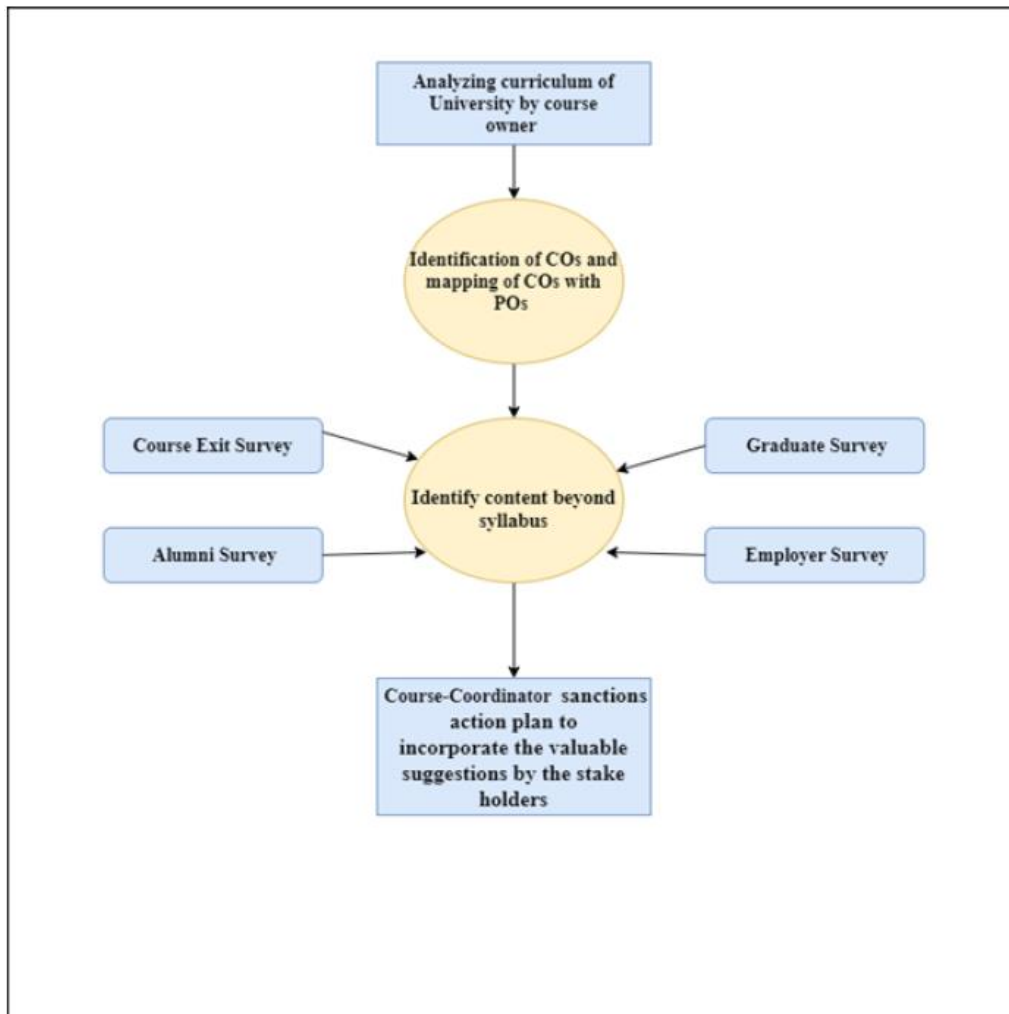 Analyzing curriculum of
University by course
owner
Identification of COs and
mapping of COs with
POs
Course Exit Survey
Graduate Survey
Identify content beyond
syllabus
Alumni Survey
Employer Survey
Course-Coordinator sanctions
action plan to
incorporate the valuable
suggestions by the stake
holders